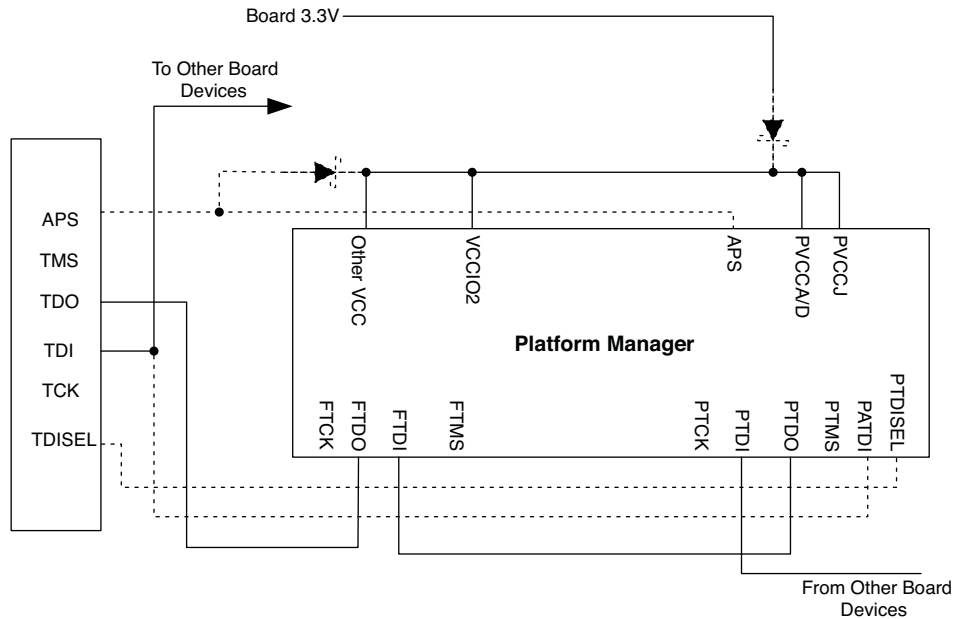 Board 3.3V
To Other Board
Devices
APS
TMS
TDO
TDI
TCK
TDISEL
Other VCC
VCCIO2
APS
PVCCA/D
PVCCJ
Platform Manager
FTCK
FTDO
FTDI
FTMS
PTCK
PTDI
PTDO
PTMS
PATDI
PTDISEL
From Other Board
Devices